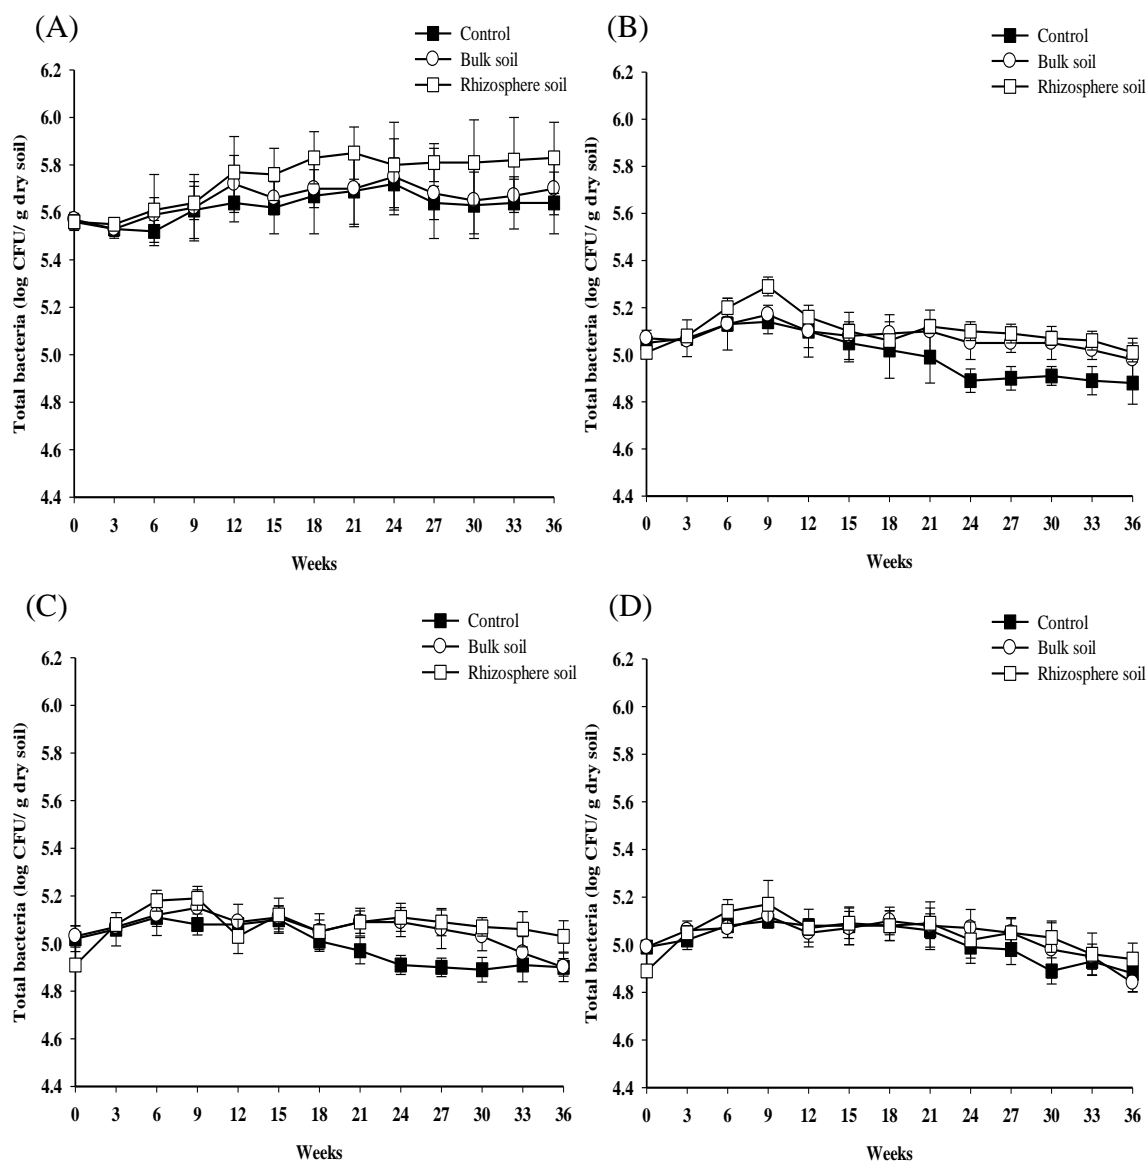 (A)
Control
Bulk soil
Rhizosphere soil
Total bacteria (log CFU/ g dry soil)
6.2
6.0
5.8
5.6
5.4
5.2
5.0
4.8
4.6
4.4
0 3 6 9 12 15 18 21 24 27 30 33 36
Weeks
(B)
Control
Bulk soil
Rhizosphere soil
Total bacteria (log CFU/ g dry soil)
6.2
6.0
5.8
5.6
5.4
5.2
5.0
4.8
4.6
4.4
0 3 6 9 12 15 18 21 24 27 30 33 36
Weeks
(C)
Control
Bulk soil
Rhizosphere soil
Total bacteria (log CFU/ g dry soil)
6.2
6.0
5.8
5.6
5.4
5.2
5.0
4.8
4.6
4.4
0 3 6 9 12 15 18 21 24 27 30 33 36
Weeks
(D)
Control
Bulk soil
Rhizosphere soil
Total bacteria (log CFU/ g dry soil)
6.2
6.0
5.8
5.6
5.4
5.2
5.0
4.8
4.6
4.4
0 3 6 9 12 15 18 21 24 27 30 33 36
Weeks